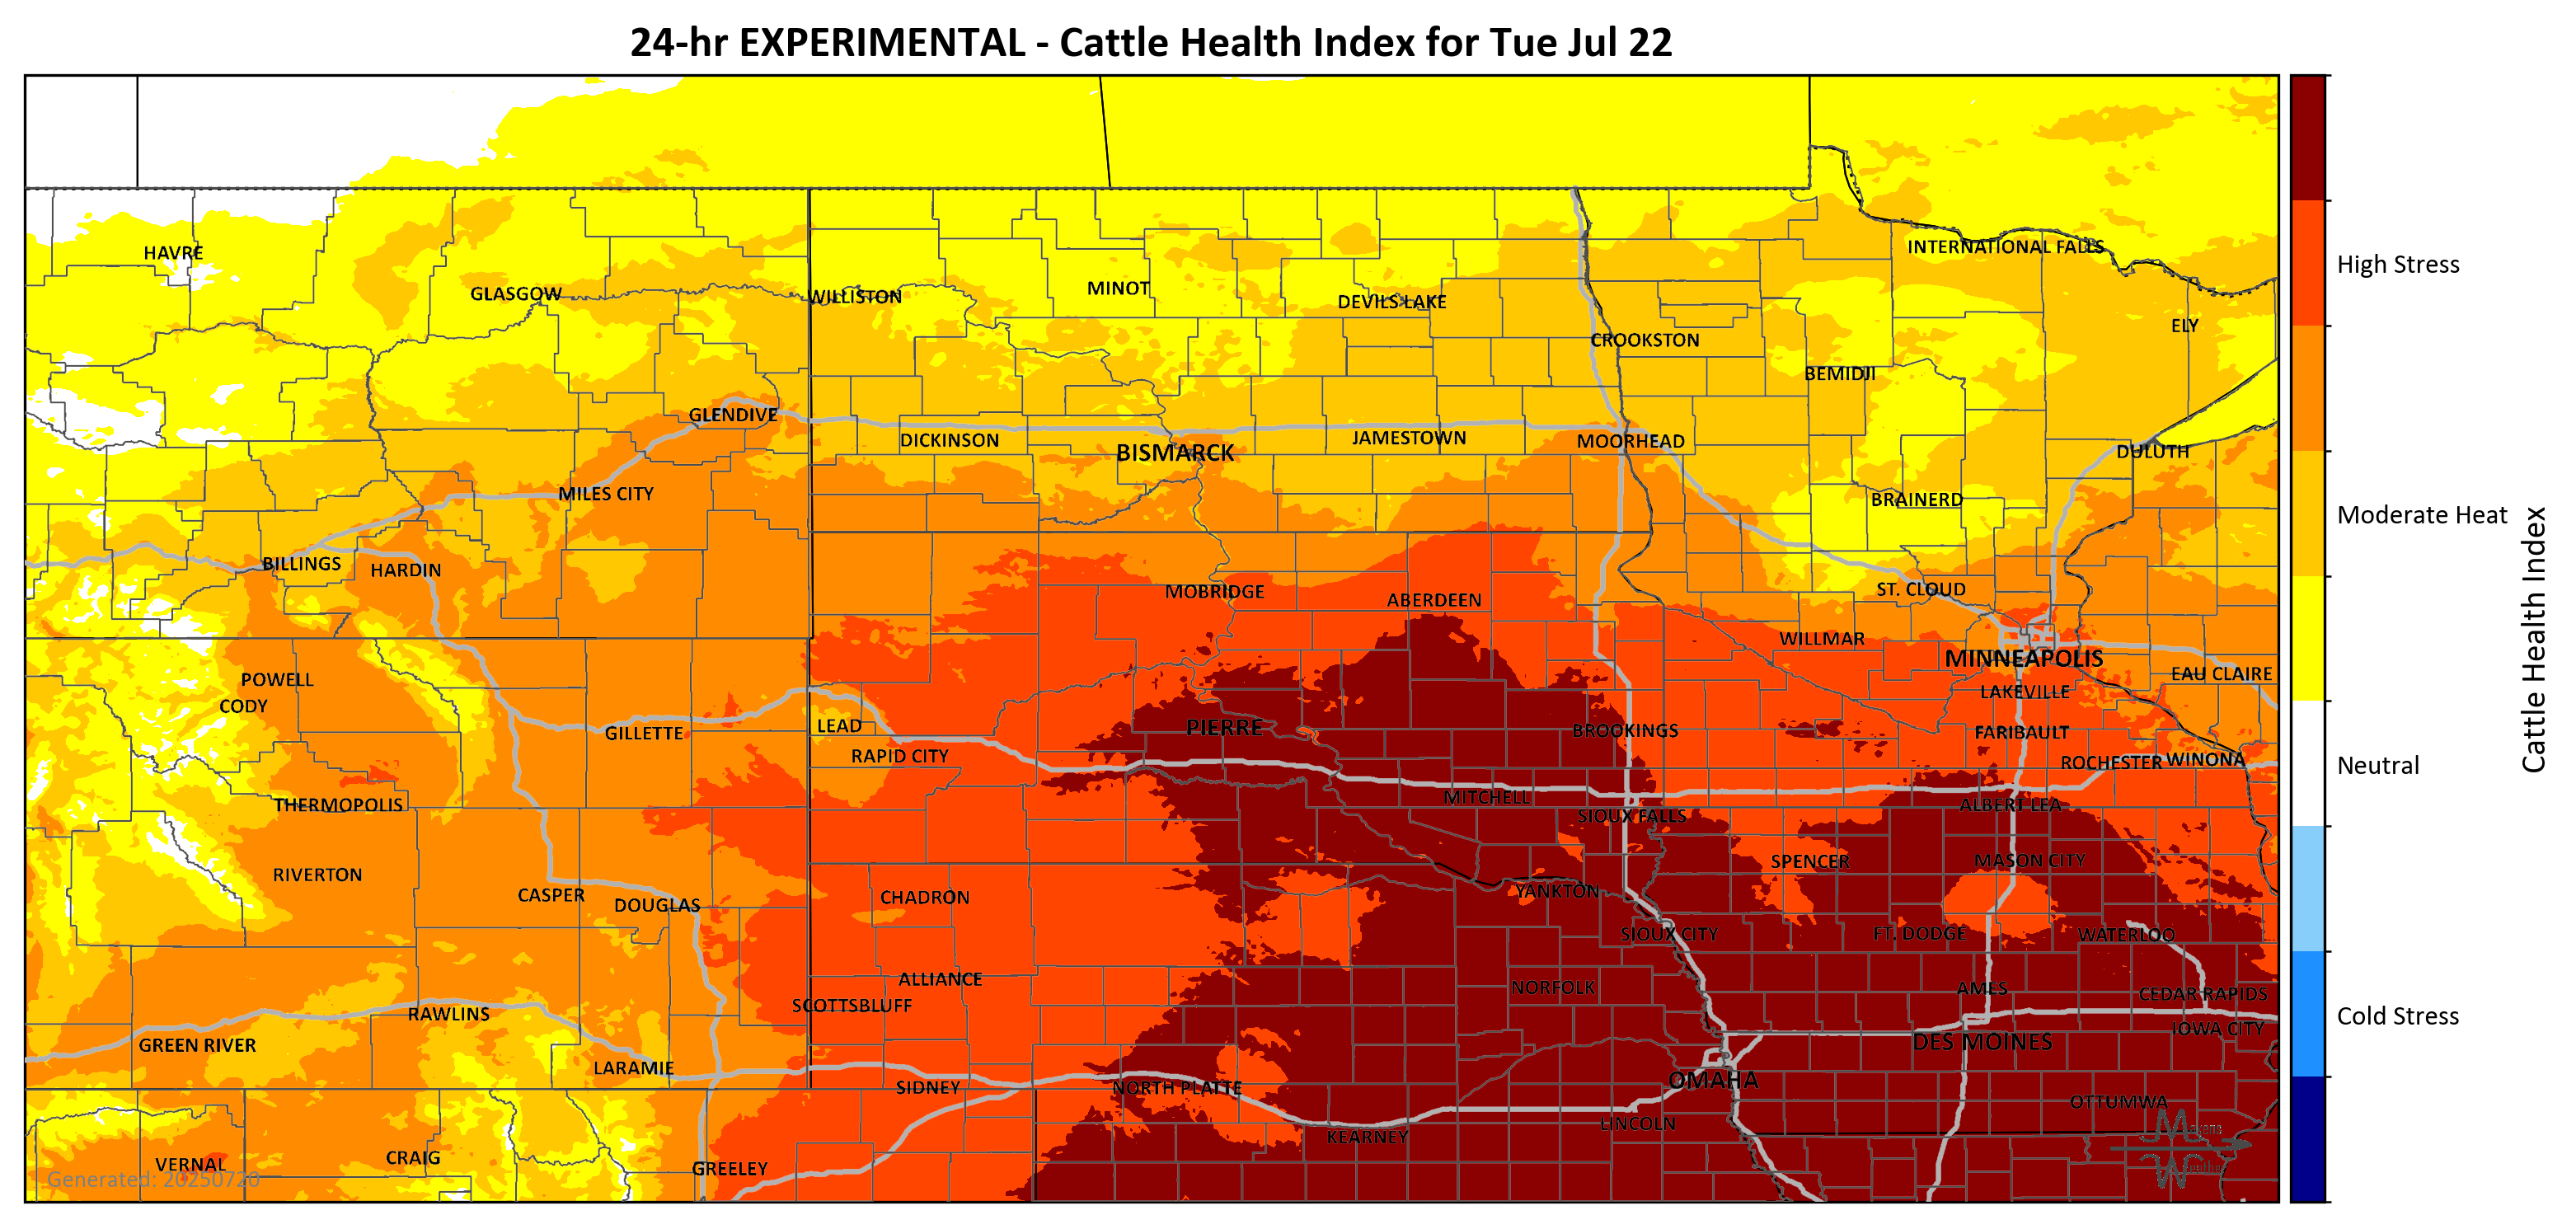 24-hr EXPERIMENTAL - Cattle Health Index for Tue Jul 22
HAVRE
INTERNATIONAL FALLS
High Stress
GLASGOW
WILLISTON
MINOT
DEVILS LAKE
ELY
CROOKSTON
BEMIDJI
GLENDIVE
DICKINSON
BISMARCK
JAMESTOWN
MOORHEAD
DULUTH
MILES CITY
BRAINERD
Moderate Heat
BILLINGS
HARDIN
MOBRIDGE
ABERDEEN
ST. CLOUD
WILLMAR
MINNEAPOLIS
Cattle Health Index
POWELL
EAU CLAIRE
CODY
LAKEVILLE
GILLETTE
LEAD
PIERRE
BROOKINGS
FARIBAULT
RAPID CITY
ROCHESTER
WINONA
Neutral
THERMOPOLIS
MITCHELL
SIOUX FALLS
ALBERT LEA
RIVERTON
SPENCER
MASON CITY
CASPER
DOUGLAS
CHADRON
YANKTON
SIOUX CITY
FT. DODGE
WATERLOO
ALLIANCE
NORFOLK
AMES
CEDAR RAPIDS
SCOTTSBLUFF
RAWLINS
Cold Stress
GREEN RIVER
DES MOINES
IOWA CITY
LARAMIE
SIDNEY
NORTH PLATTE
OMAHA
OTTUMWA
KEARNEY
LINCOLN
VERNAL
CRAIG
GREELEY
Generated: 20250720